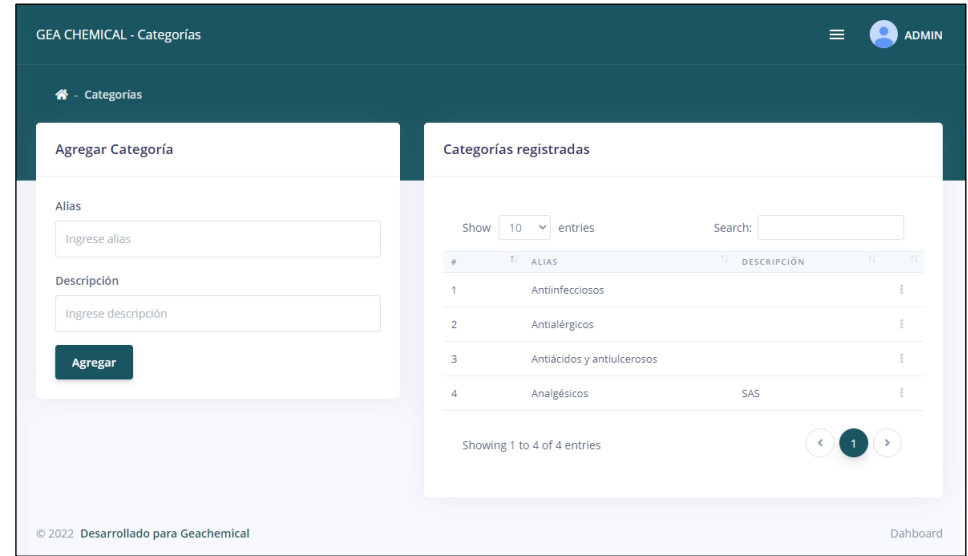 GEA CHEMICAL - Categorías
ADMIN
- Categorías
Agregar Categoría
Alias
Ingrese alias
Descripción
Ingrese descripción
Agregar
Categorías registradas
Show 10 entries Search:
# ALIAS DESCRIPCIÓN
1 Antiinfecciosos
2 Antialérgicos
3 Antiácidos y antiulcerosos
4 Analgésicos SAS
Showing 1 to 4 of 4 entries
1
© 2022 Desarrollado para Geachemical
Dahboard